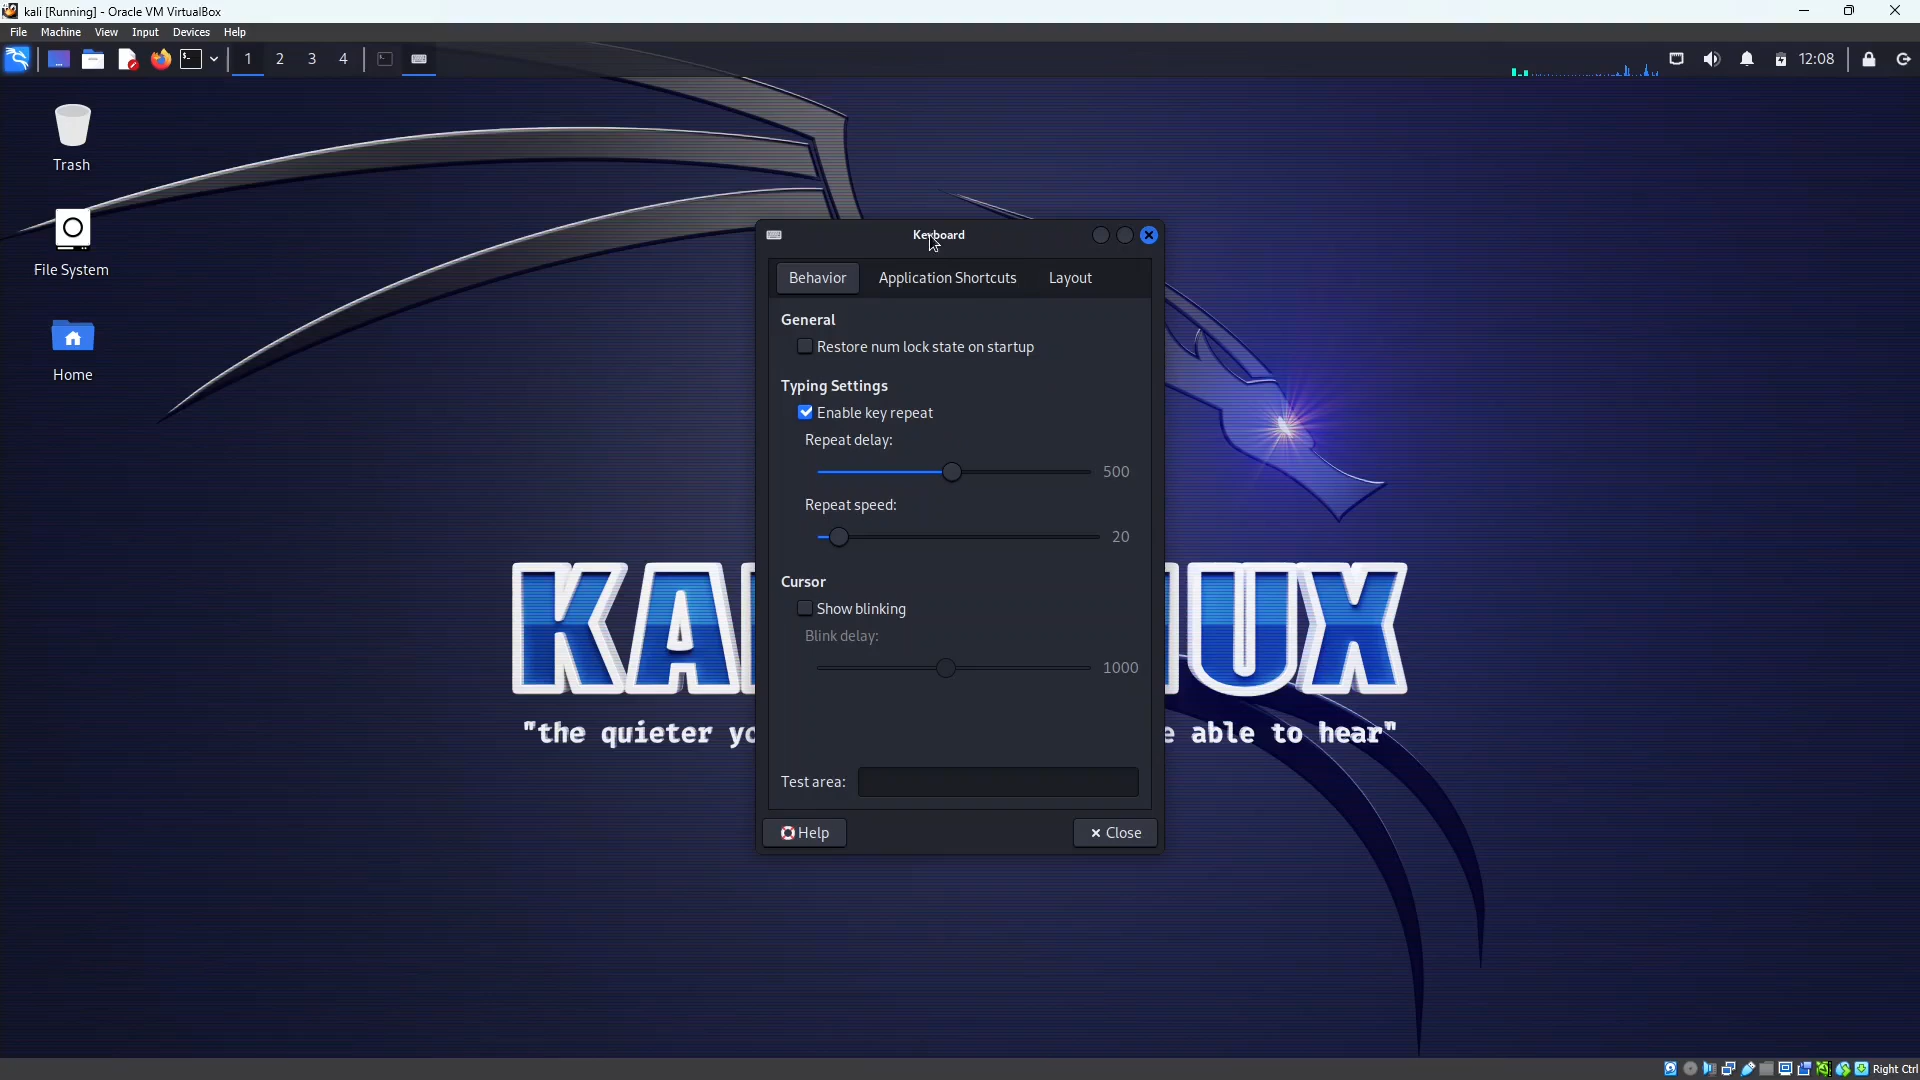 kali [Running] - Oracle VM VirtualBox
File Machine View Input Devices Help
1 2 3 4
12:08
Trash
File System
Home
Keyboard
Behavior Application Shortcuts Layout
General
Restore num lock state on startup
Typing Settings
Enable key repeat
Repeat delay:
500
Repeat speed:
20
Cursor
Show blinking
Blink delay:
1000
KA UX
"the quieter yo e able to hear"
Test area:
Help Close
Right Ctrl